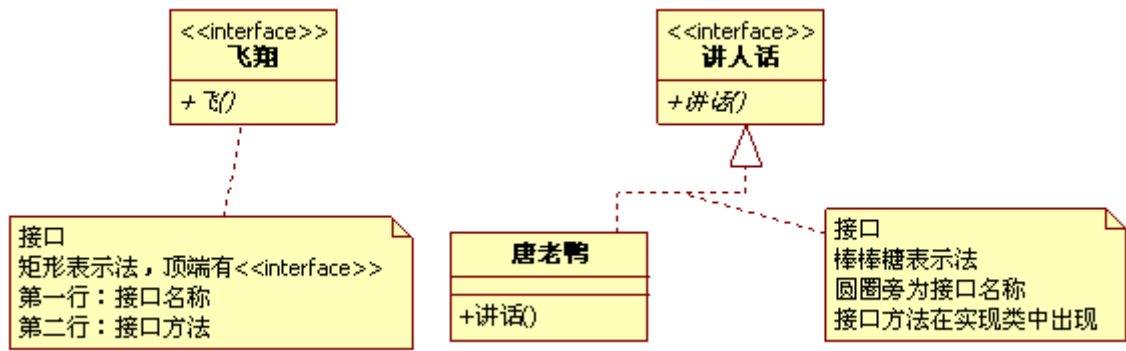 <<interface>>
飞翔
+飞()
<<interface>>
讲人话
+讲话()
接口
矩形表示法，顶端有<<interface>>
第一行：接口名称
第二行：接口方法
唐老鸭
+讲话()
接口
棒棒糖表示法
圆圈旁为接口名称
接口方法在实现类中出现